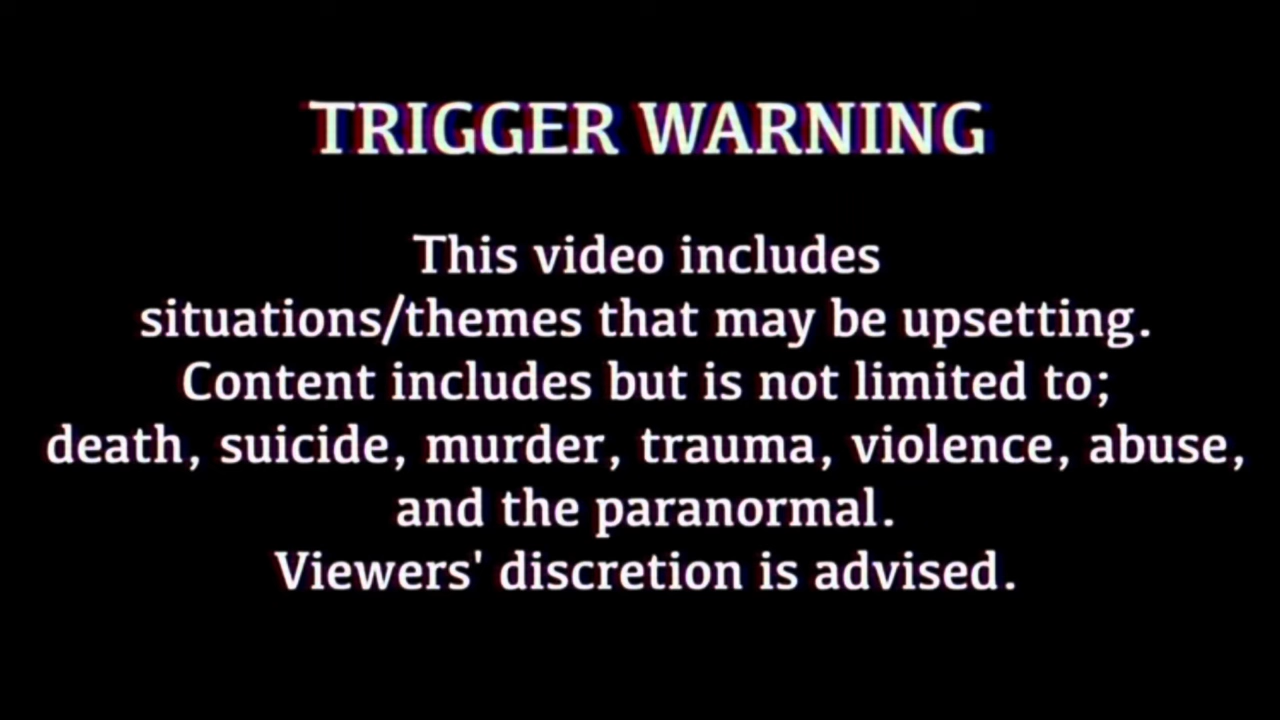 TRIGGER WARNING
This video includes
situations/themes that may be upsetting.
Content includes but is not limited to;
death, suicide, murder, trauma, violence, abuse,
and the paranormal.
Viewers' discretion is advised.